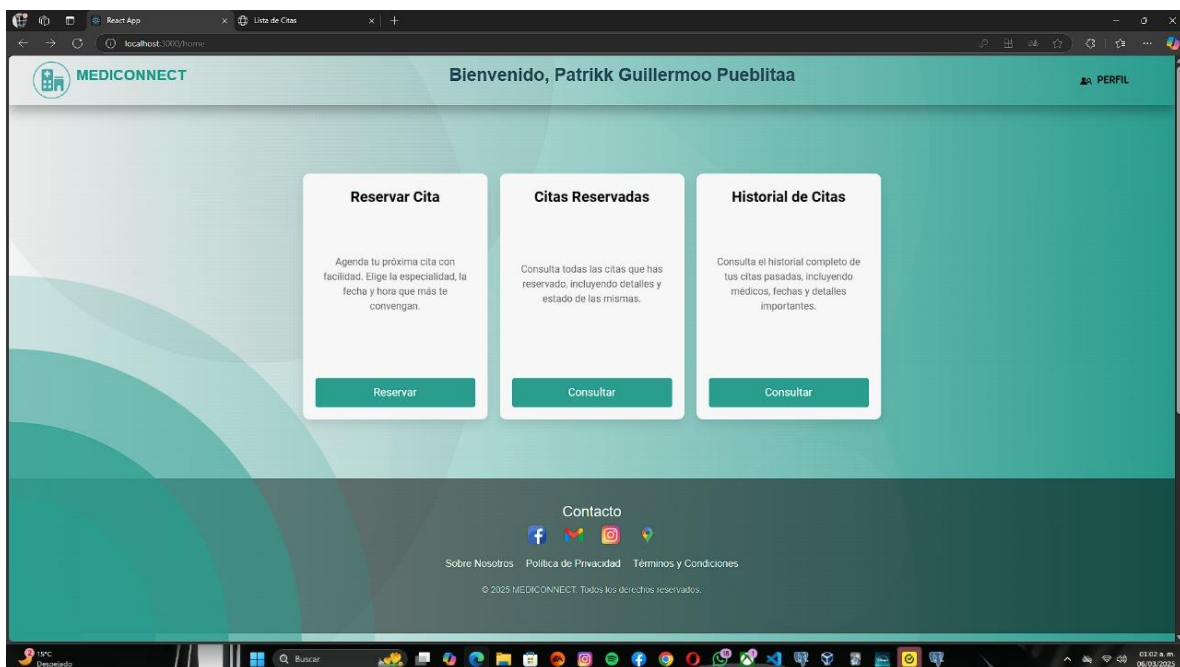 React App
Lista de Citas
localhost:3000/home
MEDICONNECT
Bienvenido, Patrikk Guillermoo Pueblitaa
PERFIL
Reservar Cita
Agenda tu próxima cita con
facilidad. Elige la especialidad, la
fecha y hora que más te
convengan.
Reservar
Citas Reservadas
Consulta todas las citas que has
reservado, incluyendo detalles y
estado de las mismas.
Consultar
Historial de Citas
Consulta el historial completo de
tus citas pasadas, incluyendo
médicos, fechas y detalles
importantes.
Consultar
Contacto
Sobre Nosotros Política de Privacidad Términos y Condiciones
© 2025 MEDICONNECT. Todos los derechos reservados.
15°C
Despejado
Buscar
01:02 a. m.
06/03/2025